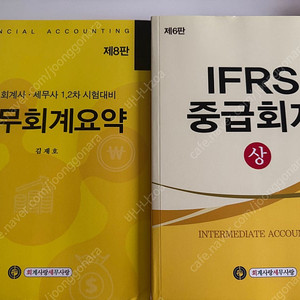 NANCIAL ACCOUNTING
제8판
회계사·세무사 1,2차 시험대비
무회계요약
김재호
회계사랑세무사랑
제6판
IFRS
중급회계
상
INTERMEDIATE ACCOUN
회계사랑세무사랑